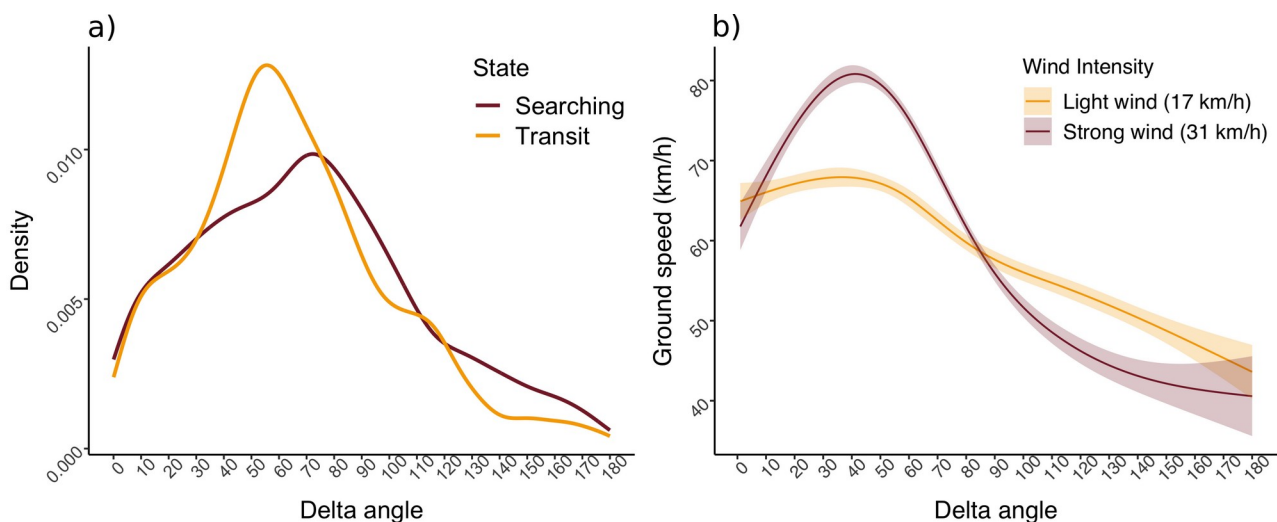 a)
State
Searching
Transit
Density
0.010
0.005
0.000
0 10 20 30 40 50 60 70 80 90 100 110 120 130 140 150 160 170 180
Delta angle
b)
Wind Intensity
Light wind (17 km/h)
Strong wind (31 km/h)
Ground speed (km/h)
80
70
60
50
40
0 10 20 30 40 50 60 70 80 90 100 110 120 130 140 150 160 170 180
Delta angle